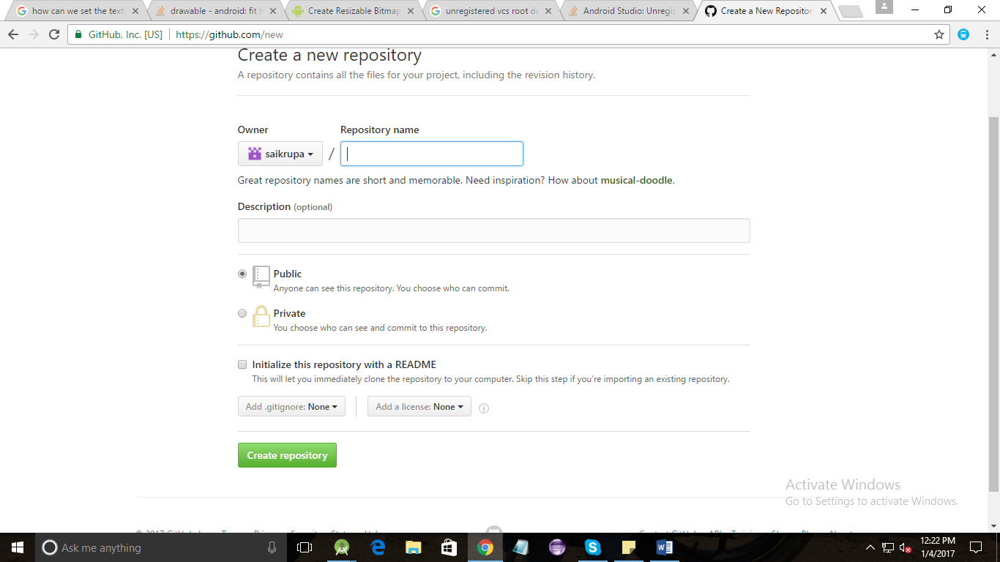 how can we set the text
drawable - android: fit h
Create Resizable Bitmap
unregistered vcs root de
Android Studio: Unregis
Create a New Repository
GitHub, Inc. [US] https://github.com/new
Create a new repository
A repository contains all the files for your project, including the revision history.
Owner Repository name
saikrupa /
Great repository names are short and memorable. Need inspiration? How about musical-doodle.
Description (optional)
Public
Anyone can see this repository. You choose who can commit.
Private
You choose who can see and commit to this repository.
Initialize this repository with a README
This will let you immediately clone the repository to your computer. Skip this step if you're importing an existing repository.
Add .gitignore: None Add a license: None
Create repository
Activate Windows
Go to Settings to activate Windows.
Ask me anything
12:22 PM
1/4/2017